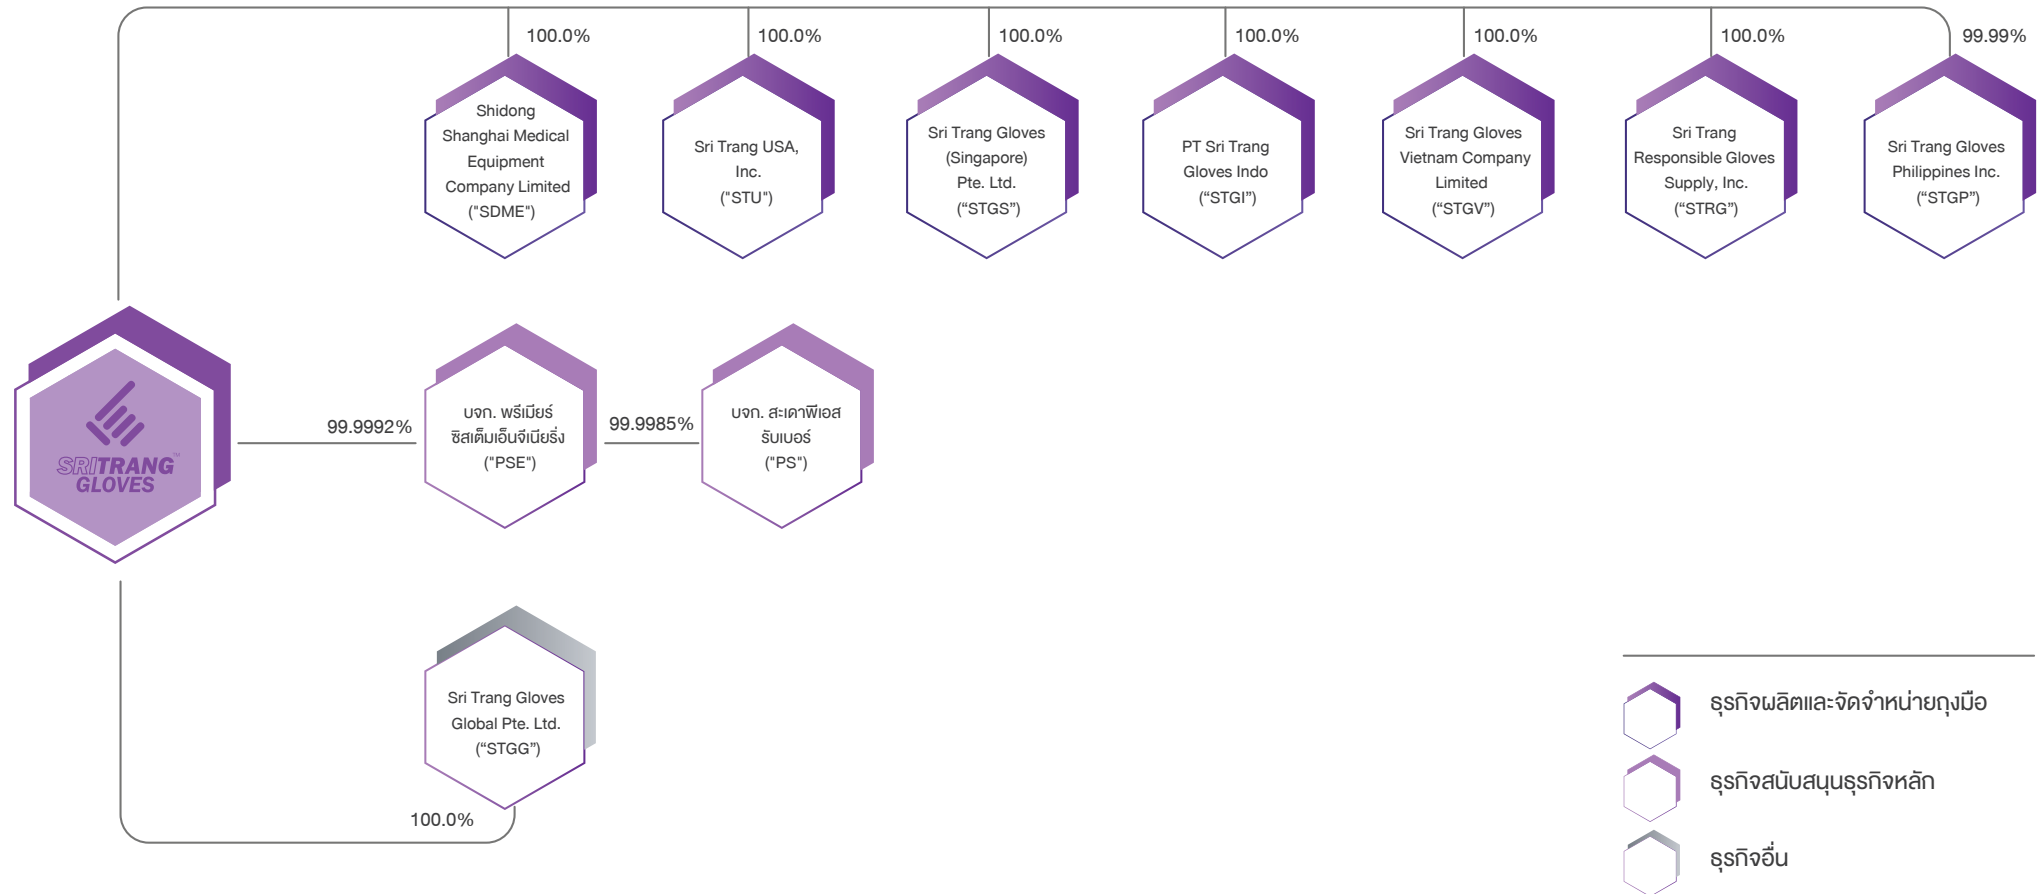 100.0%
100.0%
100.0%
100.0%
100.0%
100.0%
99.99%
Shidong
Shanghai Medical
Equipment
Company Limited
("SDME")
Sri Trang USA,
Inc.
("STU")
Sri Trang Gloves
(Singapore)
Pte. Ltd.
(“STGS”)
PT Sri Trang
Gloves Indo
(“STGI”)
Sri Trang Gloves
Vietnam Company
Limited
(“STGV”)
Sri Trang
Responsible Gloves
Supply, Inc.
(“STRG”)
Sri Trang Gloves
Philippines Inc.
(“STGP”)
SRITRANG™
GLOVES
99.9992%
บจก. พรีเมียร์
ซิสเต็มเอ็นจีเนียริ่ง
("PSE")
99.9985%
บจก. สะเดาพีเอส
รับเบอร์
("PS")
Sri Trang Gloves
Global Pte. Ltd.
(“STGG”)
100.0%
ธุรกิจผลิตและจัดจำหน่ายถุงมือ
ธุรกิจสนับสนุนธุรกิจหลัก
ธุรกิจอื่น